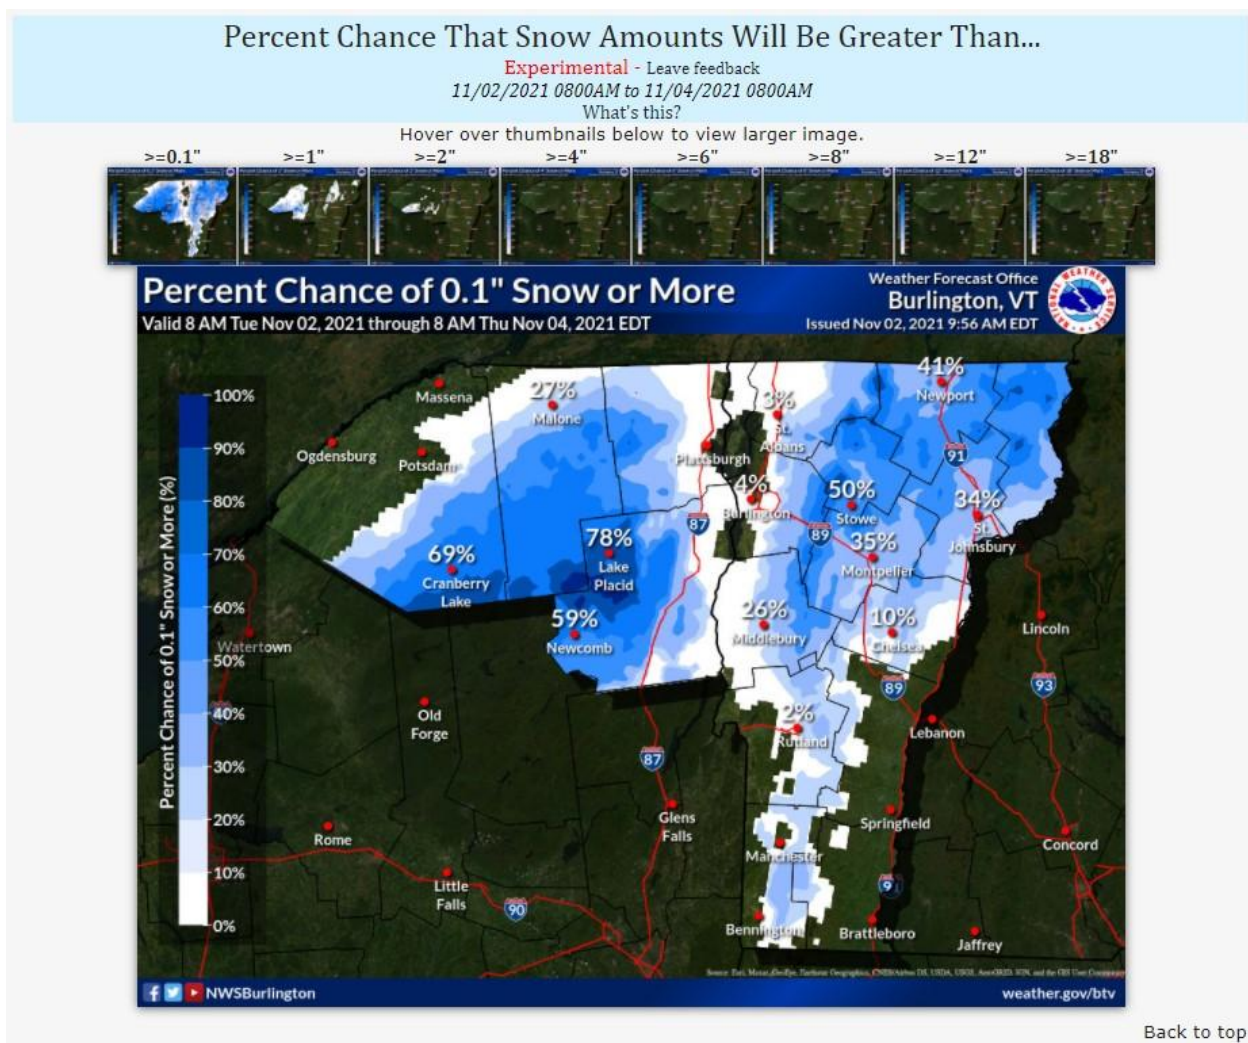 Percent Chance That Snow Amounts Will Be Greater Than...
Experimental - Leave feedback
11/02/2021 0800AM to 11/04/2021 0800AM
What's this?
Hover over thumbnails below to view larger image.
>=0.1" >=1" >=2" >=4" >=6" >=8" >=12" >=18"
Percent Chance of 0.1" Snow or More
Valid 8 AM Tue Nov 02, 2021 through 8 AM Thu Nov 04, 2021 EDT
Weather Forecast Office
Burlington, VT
Issued Nov 02, 2021 9:56 AM EDT
NATIONAL WEATHER SERVICE
Percent Chance of 0.1" Snow or More (%)
100%
90%
80%
70%
60%
50%
40%
30%
20%
10%
0%
Massena
27%
Malone
41%
Newport
3%
St.
Albans
Ogdensburg
Potsdam
Plattsburgh
91
4%
Burlington
50%
Stowe
34%
St.
Johnsbury
87
89
35%
Montpelier
69%
Cranberry
Lake
78%
Lake
Placid
59%
Newcomb
26%
Middlebury
10%
Chelsea
Lincoln
Watertown
89
93
Old
Forge
2%
Rutland
Lebanon
87
Glens
Falls
Springfield
Rome
Concord
Manchester
Little
Falls
90
Bennington
Brattleboro
Jaffrey
NWSBurlington
weather.gov/btv
Back to top